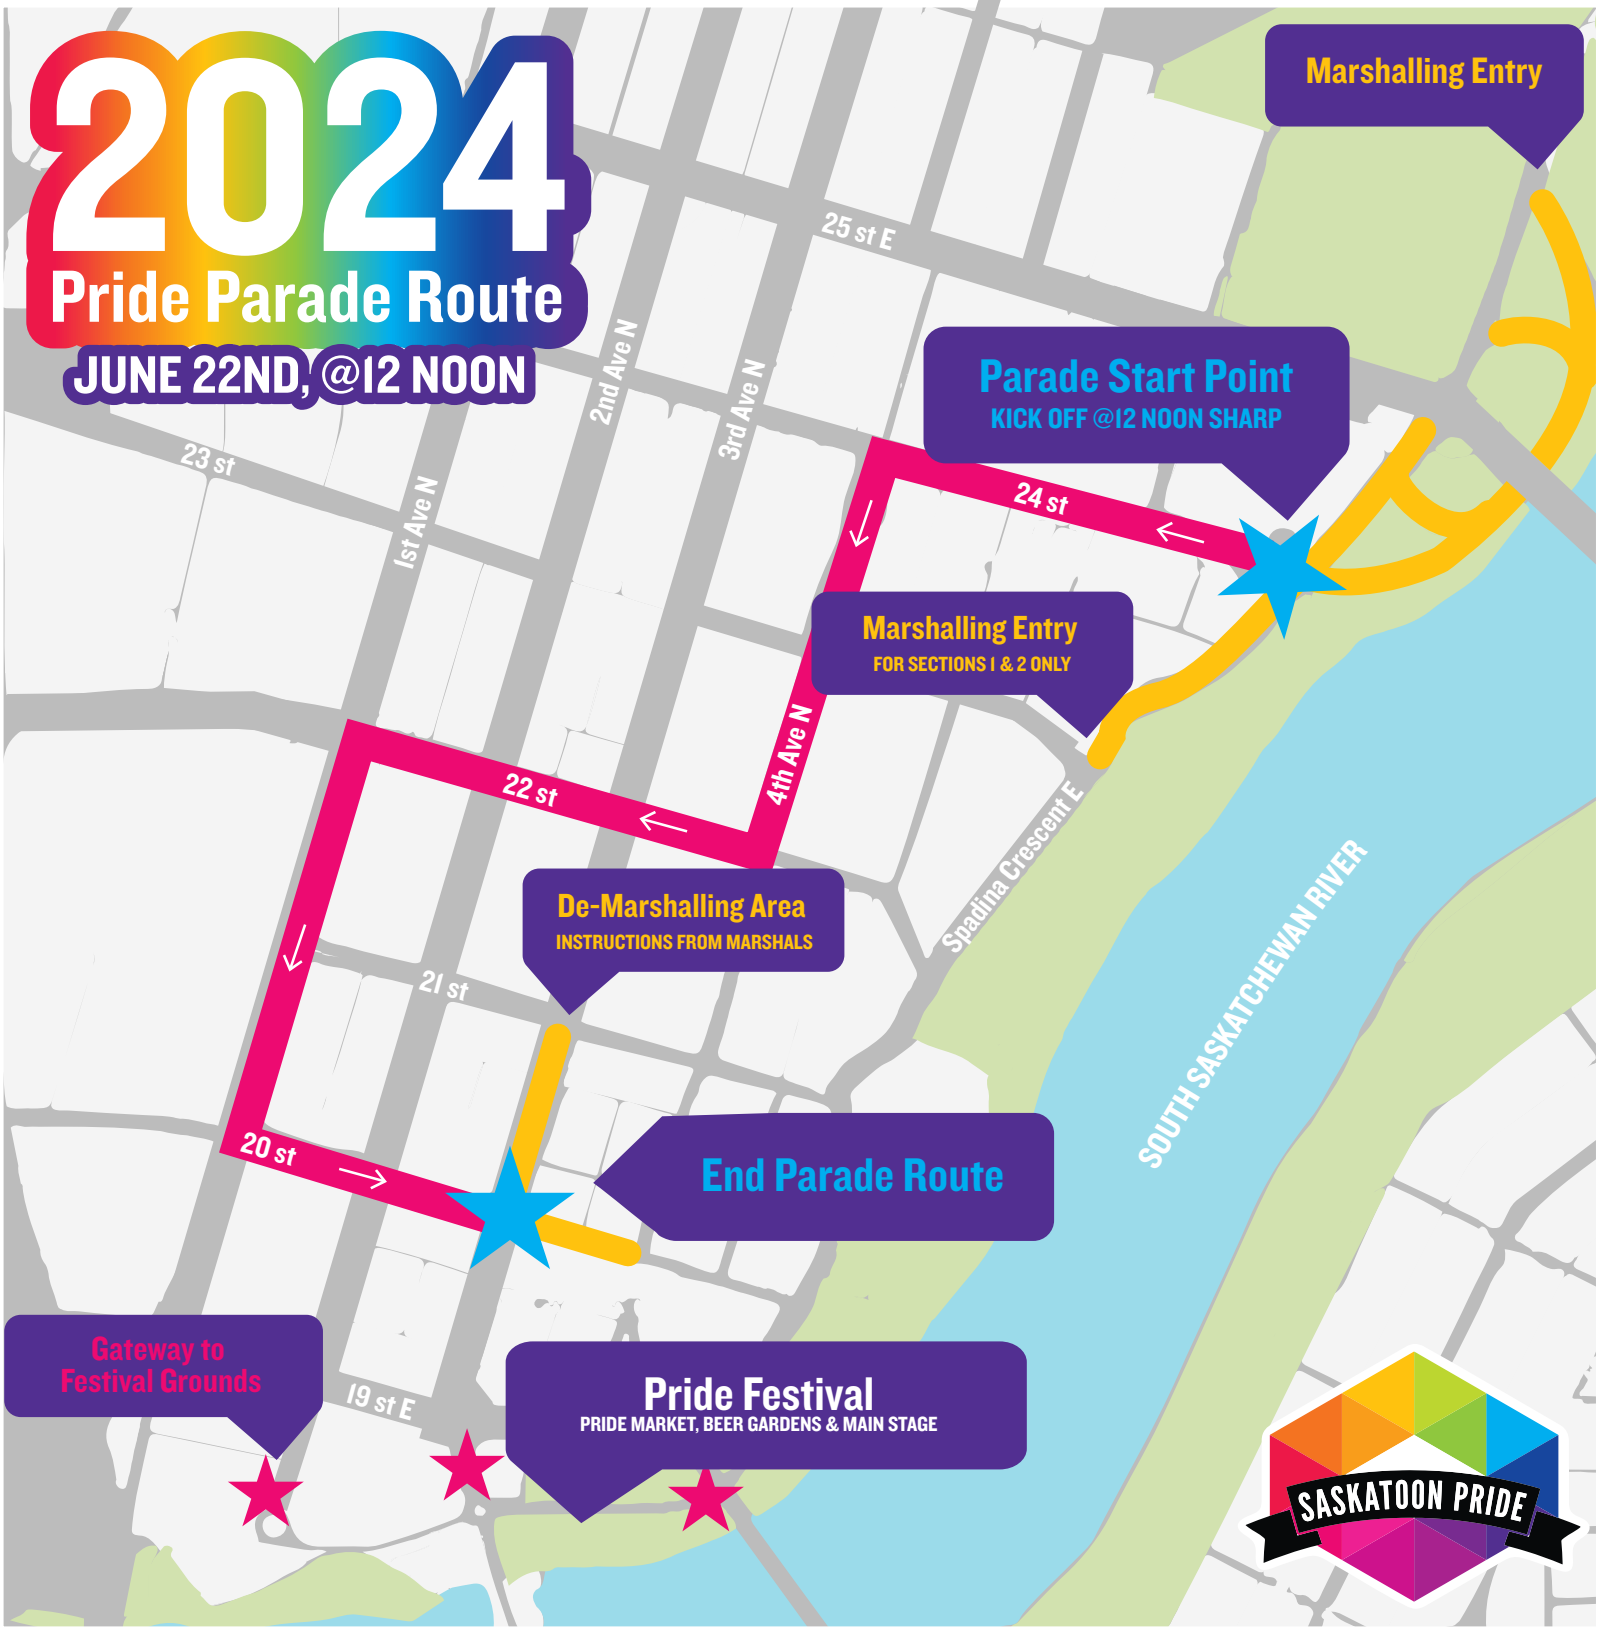 2024
Pride Parade Route
JUNE 22ND, @12 NOON
Marshalling Entry
25 st E
Parade Start Point
KICK OFF @12 NOON SHARP
2nd Ave N
3rd Ave N
23 st
1st Ave N
24 st
Marshalling Entry
FOR SECTIONS 1 & 2 ONLY
4th Ave N
22 st
Spadina Crescent E
De-Marshalling Area
INSTRUCTIONS FROM MARSHALS
SOUTH SASKATCHEWAN RIVER
21 st
20 st
End Parade Route
Gateway to
Festival Grounds
19 st E
Pride Festival
PRIDE MARKET, BEER GARDENS & MAIN STAGE
SASKATOON PRIDE